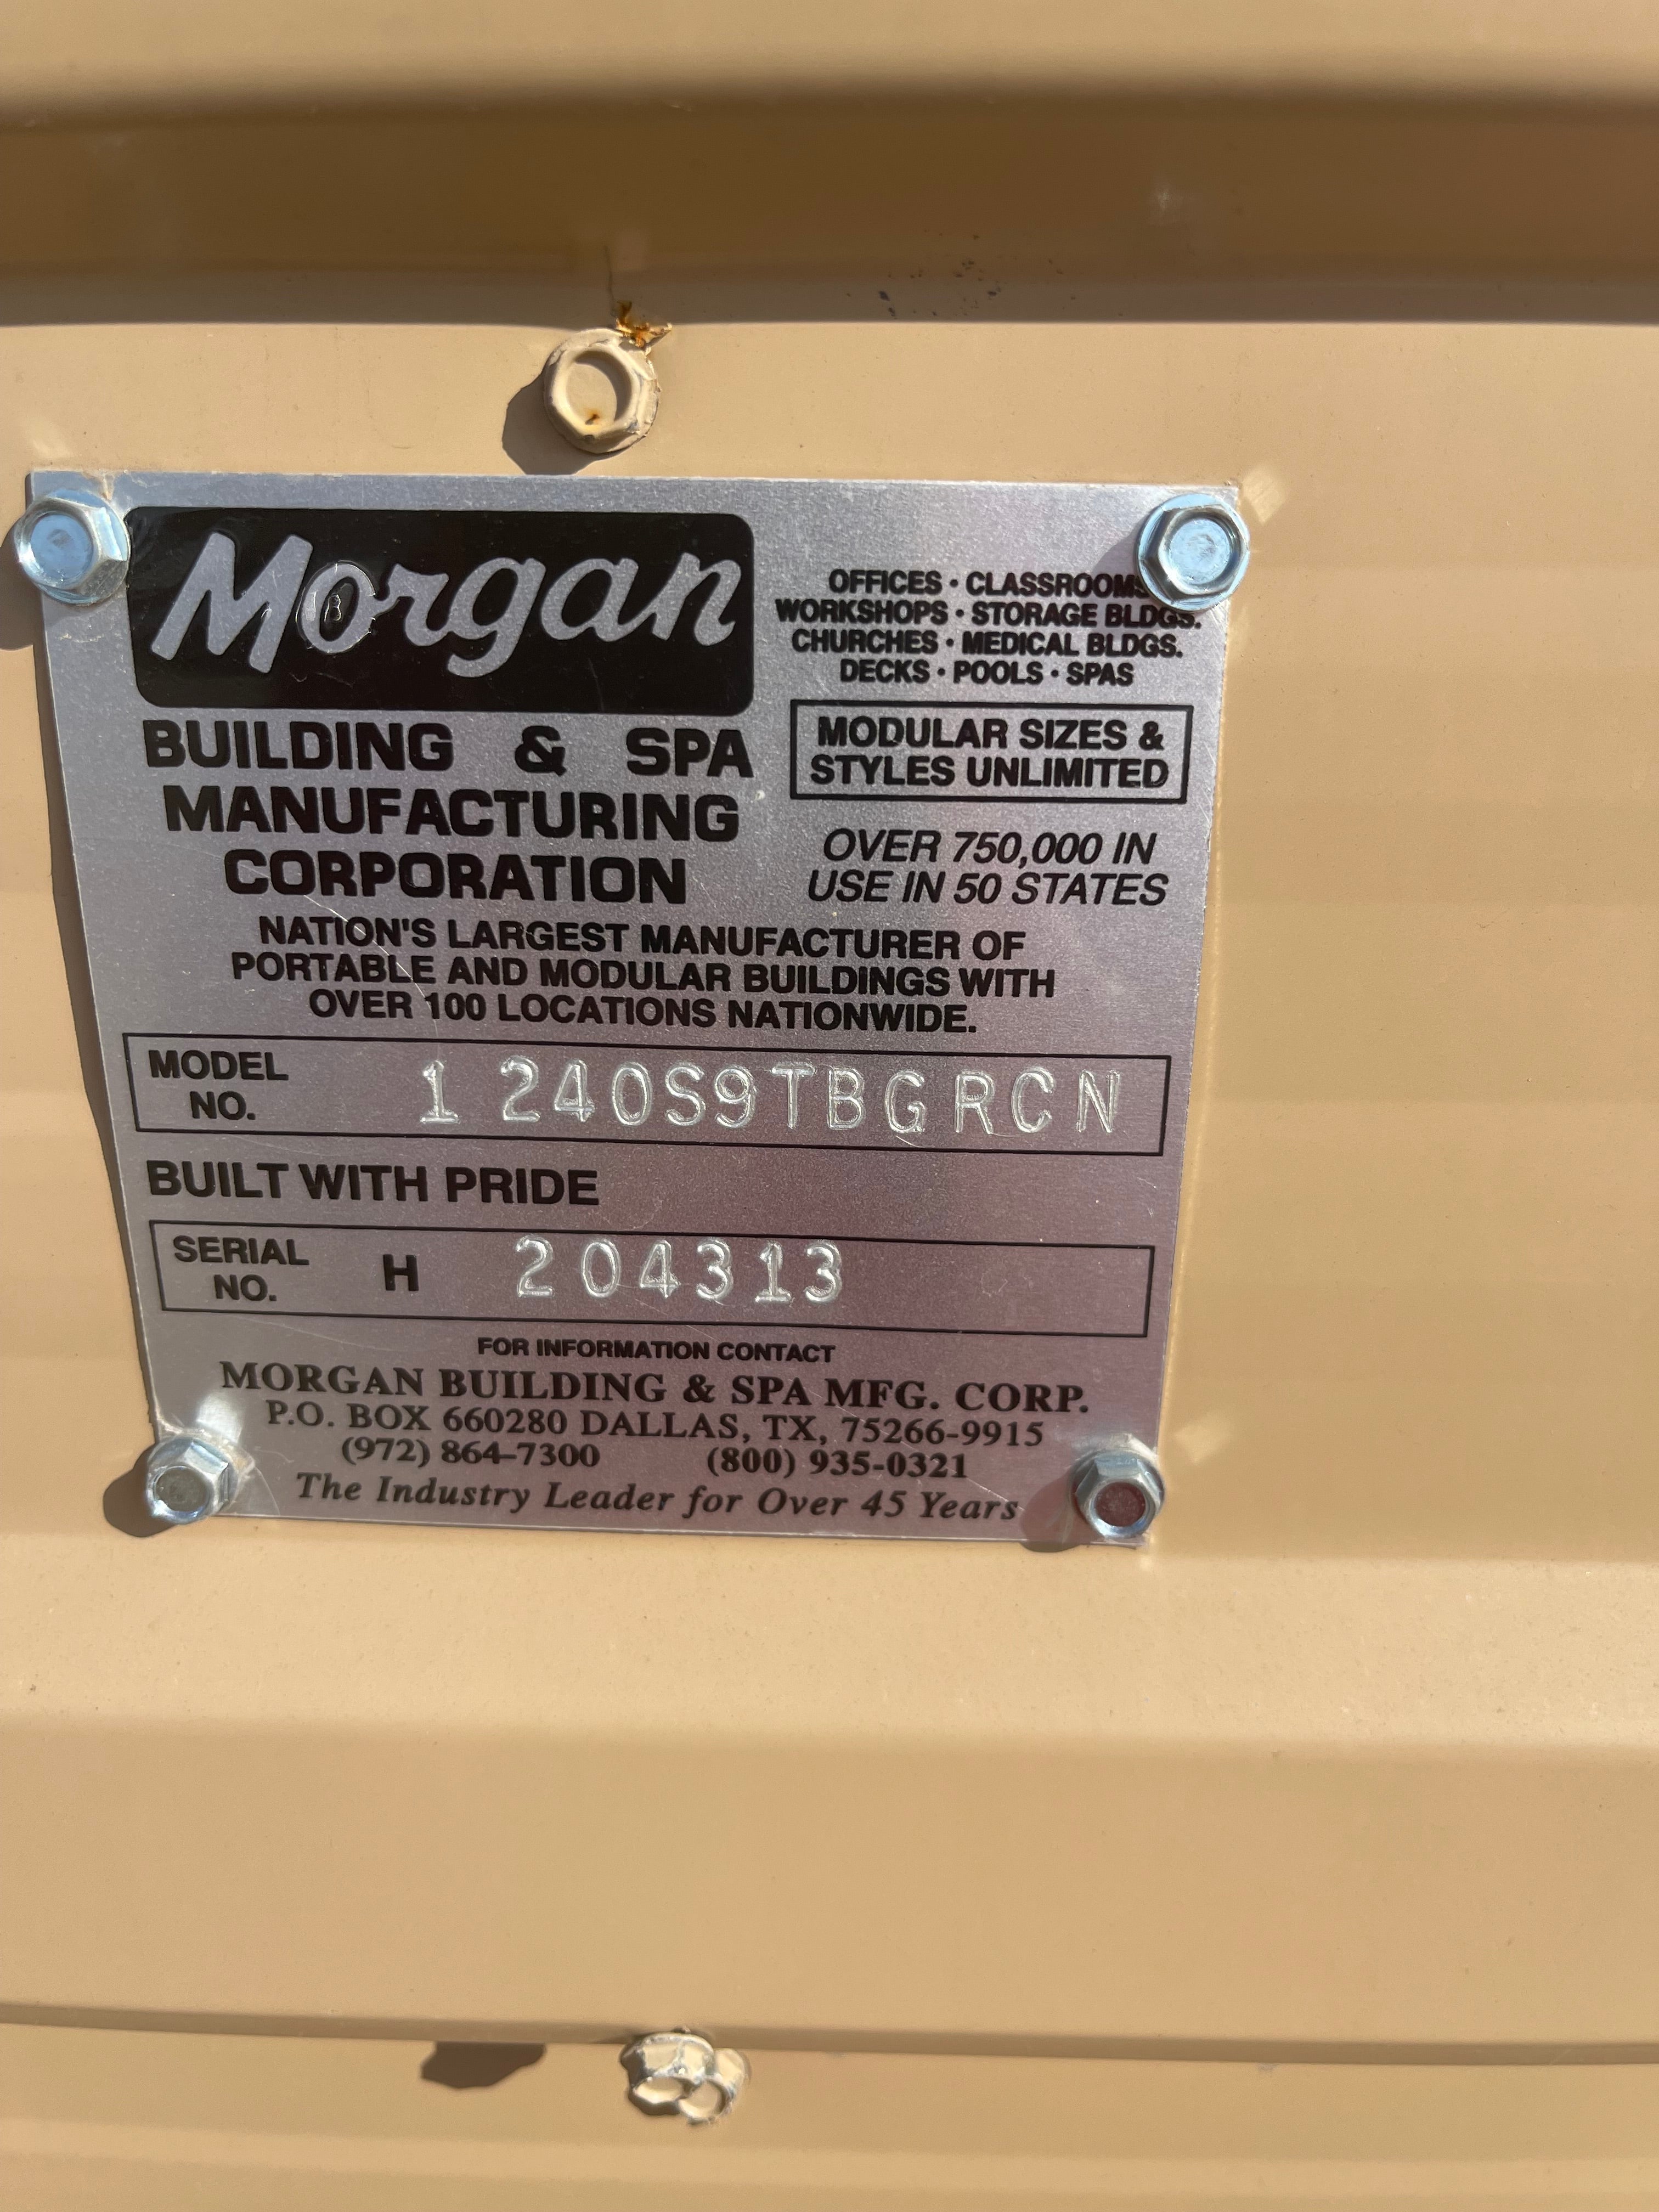 Morgan
BUILDING & SPA
MANUFACTURING
CORPORATION
OFFICES · CLASSROOMS
WORKSHOPS · STORAGE BLDGS.
CHURCHES · MEDICAL BLDGS.
DECKS · POOLS · SPAS
MODULAR SIZES &
STYLES UNLIMITED
OVER 750,000 IN
USE IN 50 STATES
NATION'S LARGEST MANUFACTURER OF
PORTABLE AND MODULAR BUILDINGS WITH
OVER 100 LOCATIONS NATIONWIDE.
MODEL
NO.
1 240S9TBGRCN
BUILT WITH PRIDE
SERIAL
NO.
H 204313
FOR INFORMATION CONTACT
MORGAN BUILDING & SPA MFG. CORP.
P.O. BOX 660280 DALLAS, TX, 75266-9915
(972) 864-7300 (800) 935-0321
The Industry Leader for Over 45 Years